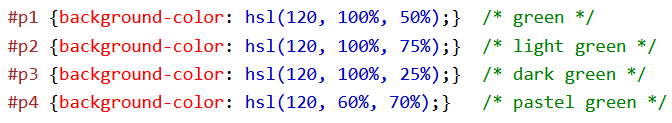 #p1 {background-color: hsl(120, 100%, 50%);}  /* green */
#p2 {background-color: hsl(120, 100%, 75%);}  /* light green */
#p3 {background-color: hsl(120, 100%, 25%);}  /* dark green */
#p4 {background-color: hsl(120, 60%, 70%);}   /* pastel green */